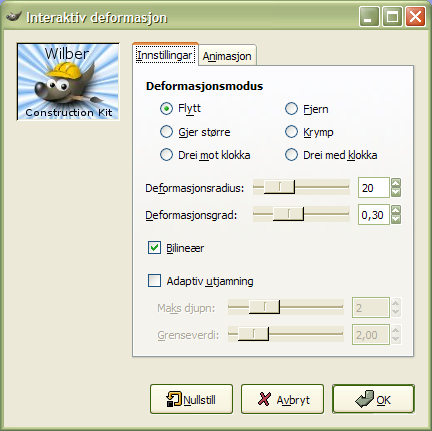 Interaktiv deformasjon
Wilber
Construction Kit
Innstillingar
Animasjon
Deformasjonsmodus
Flytt
Fjern
Gjer større
Krymp
Drei mot klokka
Drei med klokka
Deformasjonsradius:
20
Deformasjonsgrad:
0,30
Bilineær
Adaptiv utjamning
Maks djupn:
2
Grenseverdi:
2,00
Nullstill
Avbryt
OK